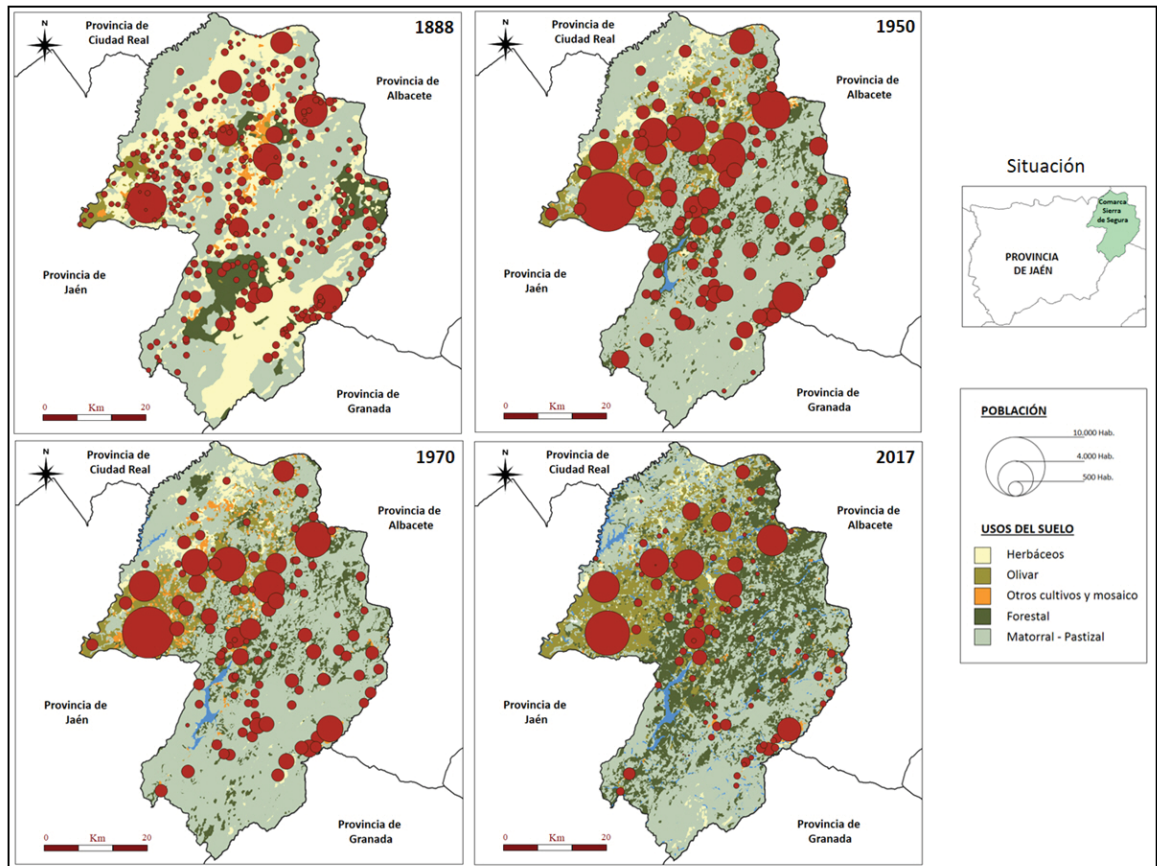 N
Provincia de
Ciudad Real
1888
Provincia de
Albacete
Provincia de
Jaén
Provincia de
Granada
0 Km 20
N
Provincia de
Ciudad Real
1950
Provincia de
Albacete
Provincia de
Jaén
Provincia de
Granada
0 Km 20
N
Provincia de
Ciudad Real
1970
Provincia de
Albacete
Provincia de
Jaén
Provincia de
Granada
0 Km 20
N
Provincia de
Ciudad Real
2017
Provincia de
Albacete
Provincia de
Jaén
Provincia de
Granada
0 Km 20
Situación
Comarca
Sierra
de Segura
PROVINCIA
DE JAÉN
POBLACIÓN
10.000 Hab.
4.000 Hab.
500 Hab.
USOS DEL SUELO
Herbáceos
Olivar
Otros cultivos y mosaico
Forestal
Matorral - Pastizal